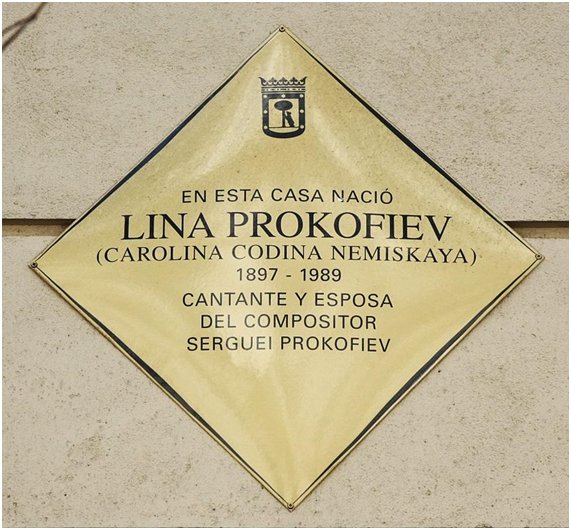 EN ESTA CASA NACIÓ
LINA PROKOFIEV
(CAROLINA CODINA NEMISKAYA)
1897 - 1989
CANTANTE Y ESPOSA
DEL COMPOSITOR
SERGUEI PROKOFIEV